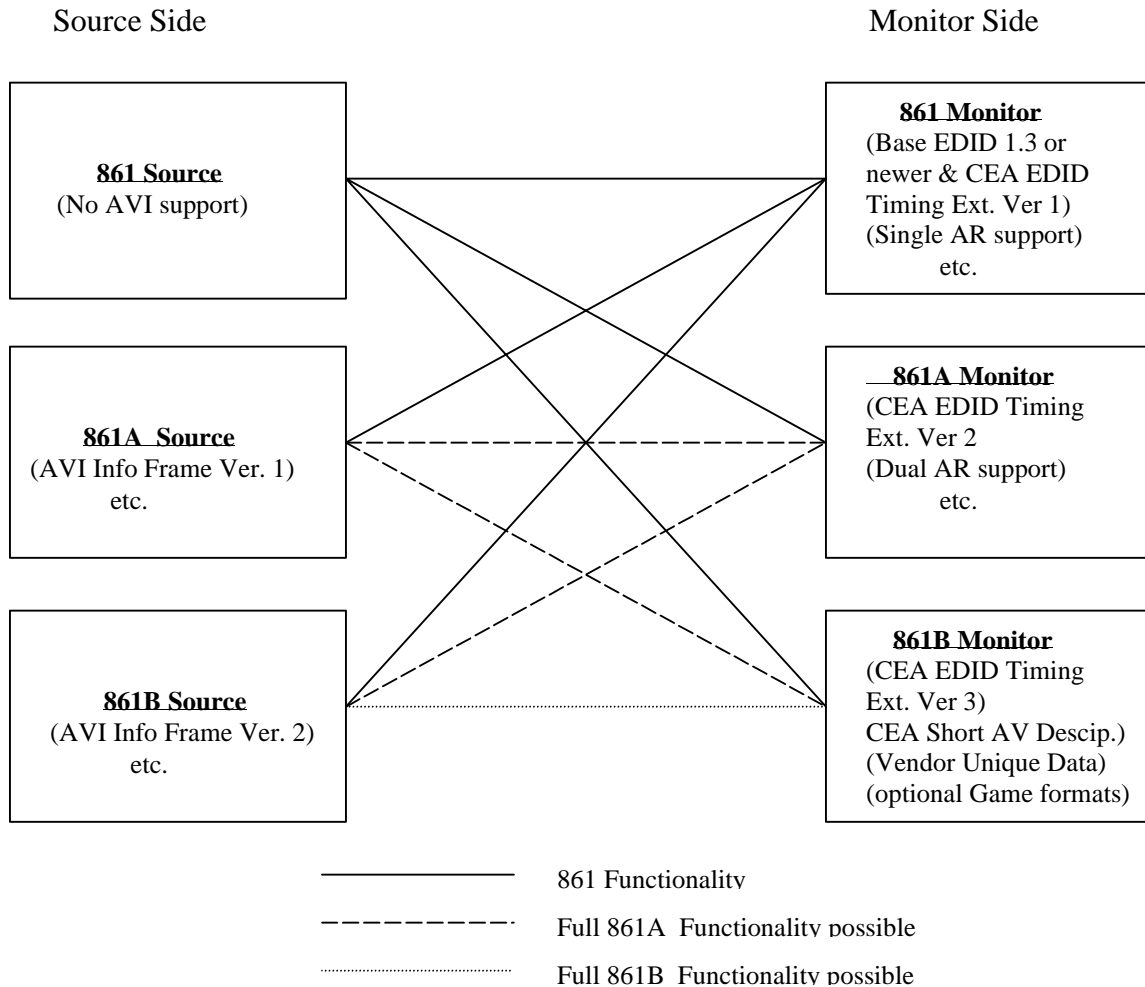 Source Side
Monitor Side
861 Source
(No AVI support)
861 Monitor
(Base EDID 1.3 or
newer & CEA EDID
Timing Ext. Ver 1)
(Single AR support)
etc.
861A Source
(AVI Info Frame Ver. 1)
etc.
861A Monitor
(CEA EDID Timing
Ext. Ver 2
(Dual AR support)
etc.
861B Source
(AVI Info Frame Ver. 2)
etc.
861B Monitor
(CEA EDID Timing
Ext. Ver 3)
CEA Short AV Descip.)
(Vendor Unique Data)
(optional Game formats)
861 Functionality
Full 861A Functionality possible
Full 861B Functionality possible